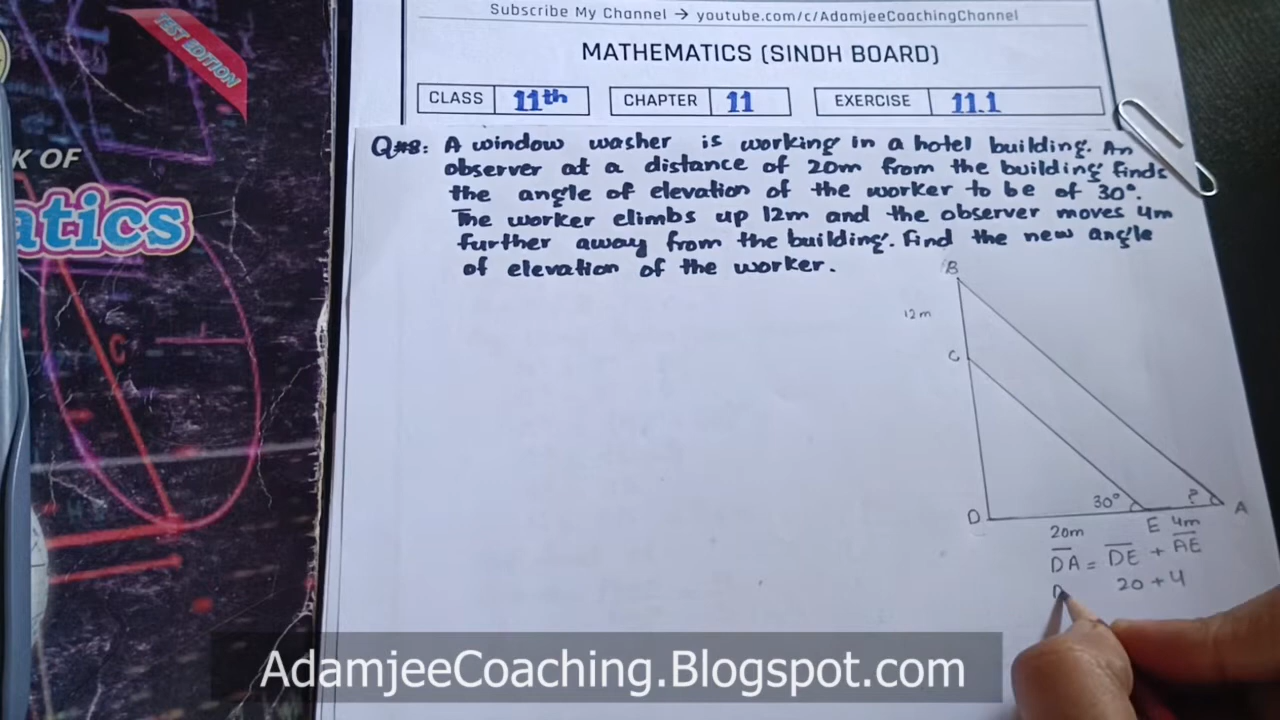 Subscribe My Channel → youtube.com/c/AdamjeeCoachingChannel
MATHEMATICS (SINDH BOARD)
CLASS 11th CHAPTER 11 EXERCISE 11.1
Q#8: A window washer is working in a hotel building. An
observer at a distance of 20m from the building finds
the angle of elevation of the worker to be of 30°.
The worker climbs up 12m and the observer moves 4m
further away from the building. Find the new angle
of elevation of the worker.
B
12m
C
30° ?
D E A
20m 4m
DA = DE + AE
D 20 + 4
TEST EDITION
K OF
atics
AdamjeeCoaching.Blogspot.com